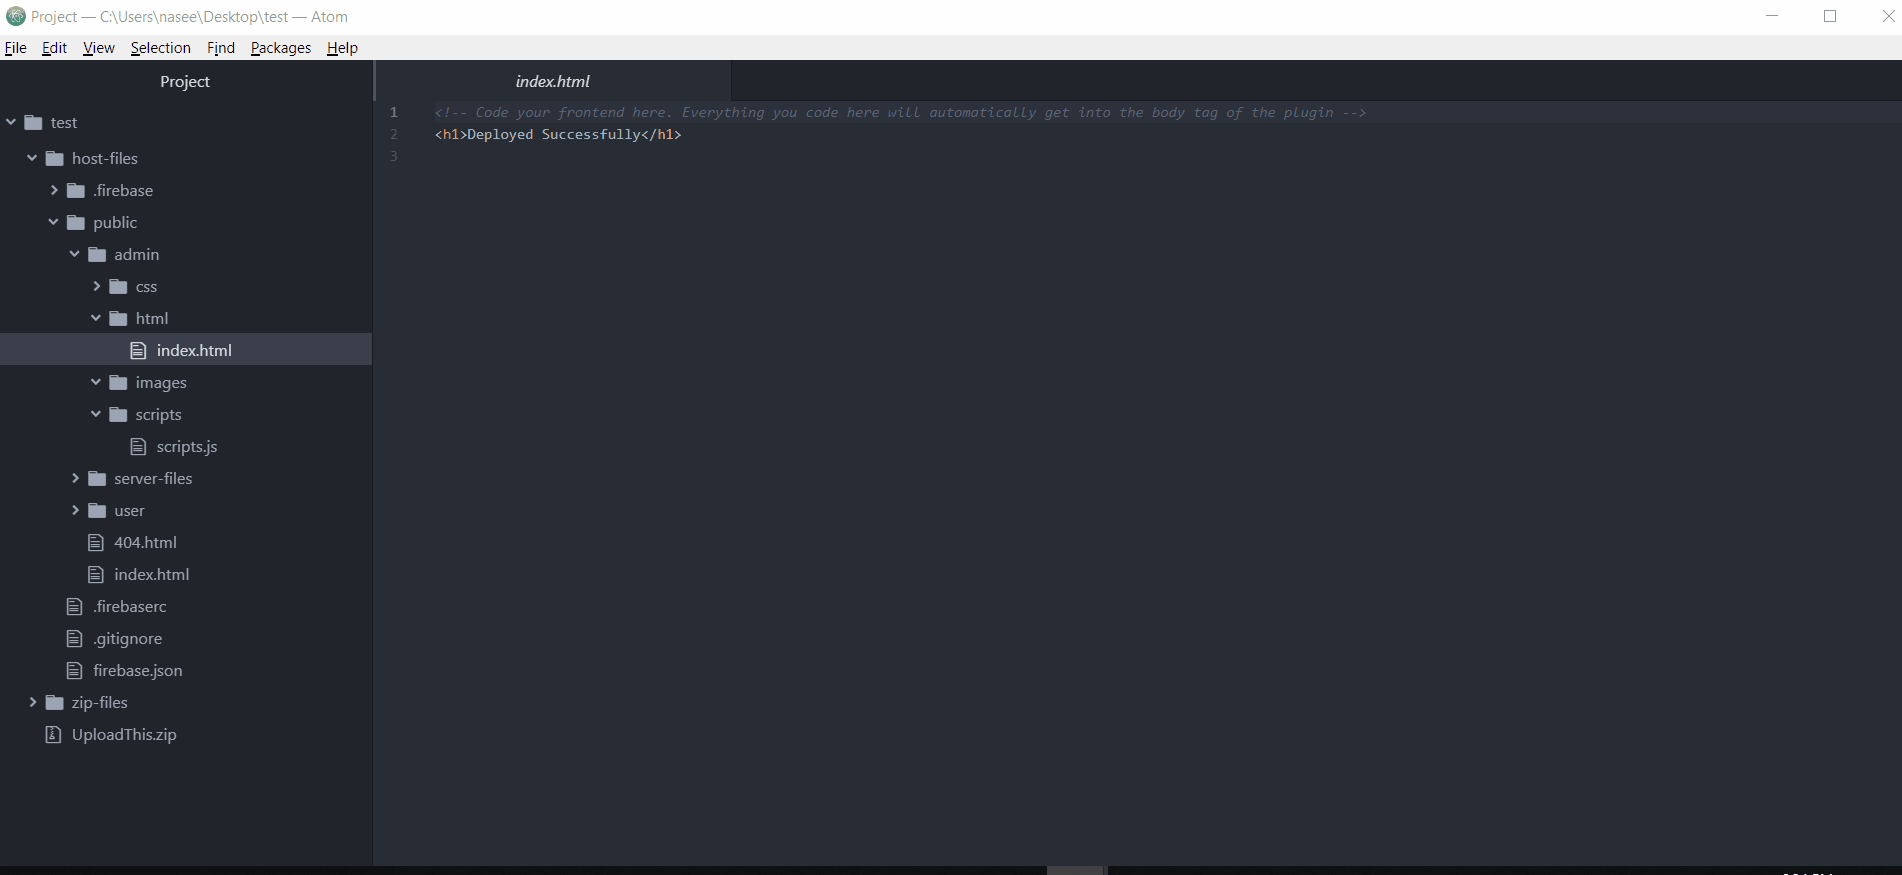 Project — C:\Users\nasee\Desktop\test — Atom
File Edit View Selection Find Packages Help
Project
index.html
test
host-files
.firebase
public
admin
css
html
index.html
images
scripts
scripts.js
server-files
user
404.html
index.html
.firebaserc
.gitignore
firebase.json
zip-files
UploadThis.zip
1 <!-- Code your frontend here. Everything you code here will automatically get into the body tag of the plugin -->
2 <h1>Deployed Successfully</h1>
3